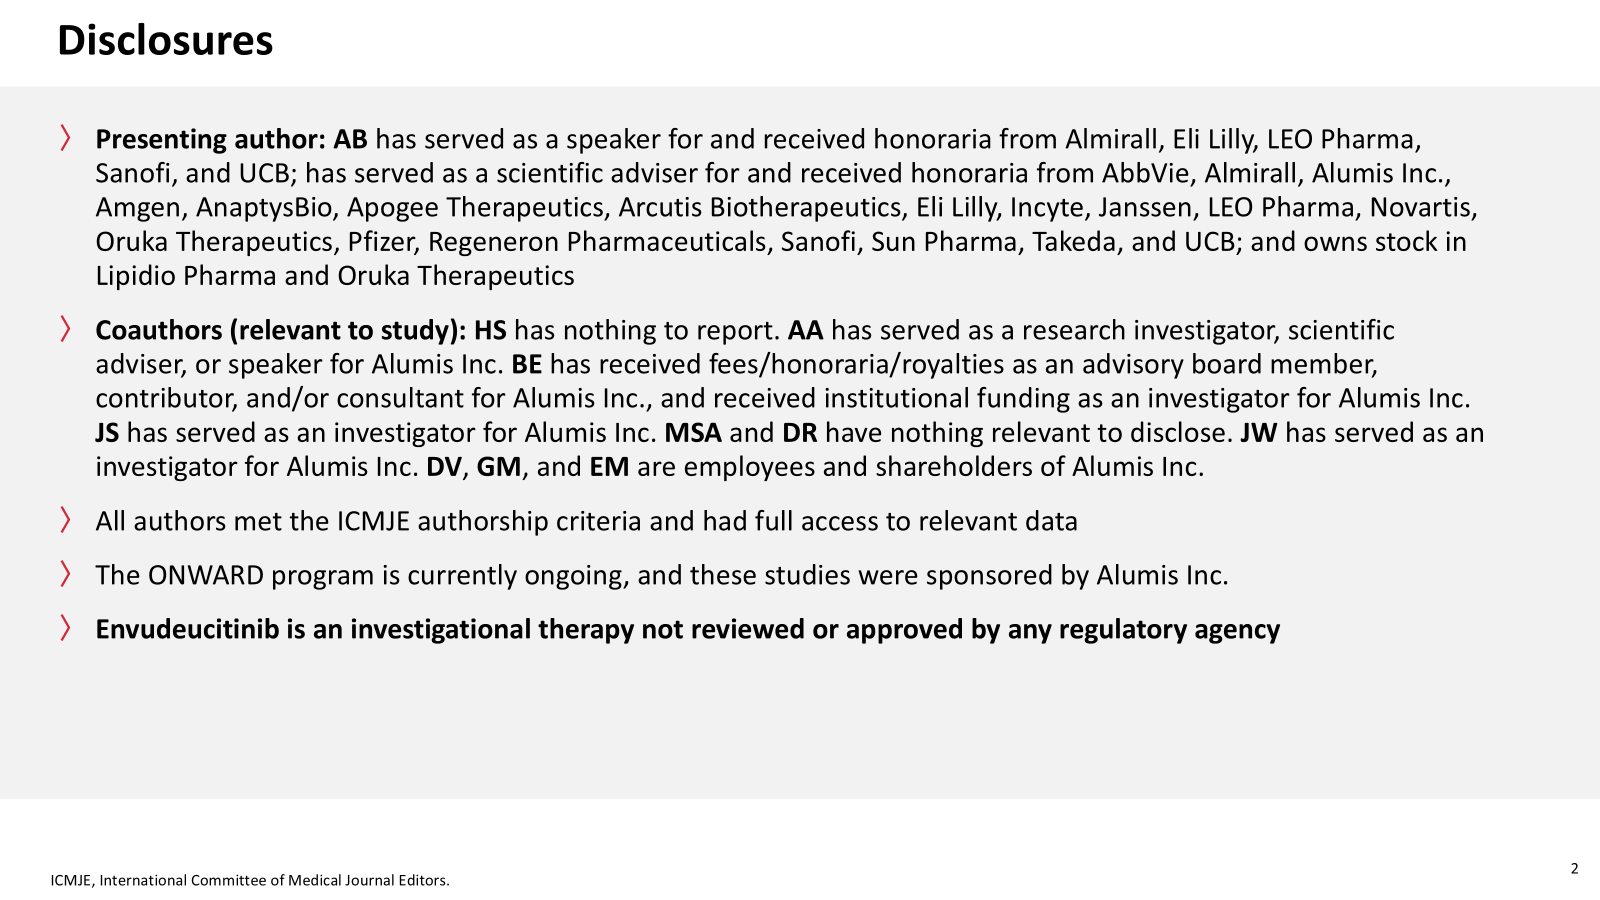 Disclosures
Presenting author: AB has served as a speaker for and received honoraria from Almirall, Eli Lilly, LEO Pharma,
Sanofi, and UCB; has served as a scientific adviser for and received honoraria from AbbVie, Almirall, Alumis Inc.,
Amgen, AnaptysBio, Apogee Therapeutics, Arcutis Biotherapeutics, Eli Lilly, Incyte, Janssen, LEO Pharma, Novartis,
Oruka Therapeutics, Pfizer, Regeneron Pharmaceuticals, Sanofi, Sun Pharma, Takeda, and UCB; and owns stock in
Lipidio Pharma and Oruka Therapeutics
Coauthors (relevant to study): HS has nothing to report. AA has served as a research investigator, scientific
adviser, or speaker for Alumis Inc. BE has received fees/honoraria/royalties as an advisory board member,
contributor, and/or consultant for Alumis Inc., and received institutional funding as an investigator for Alumis Inc.
JS has served as an investigator for Alumis Inc. MSA and DR have nothing relevant to disclose. JW has served as an
investigator for Alumis Inc. DV, GM, and EM are employees and shareholders of Alumis Inc.
All authors met the ICMJE authorship criteria and had full access to relevant data
The ONWARD program is currently ongoing, and these studies were sponsored by Alumis Inc.
Envudeucitinib is an investigational therapy not reviewed or approved by any regulatory agency
2
ICMJE, International Committee of Medical Journal Editors.